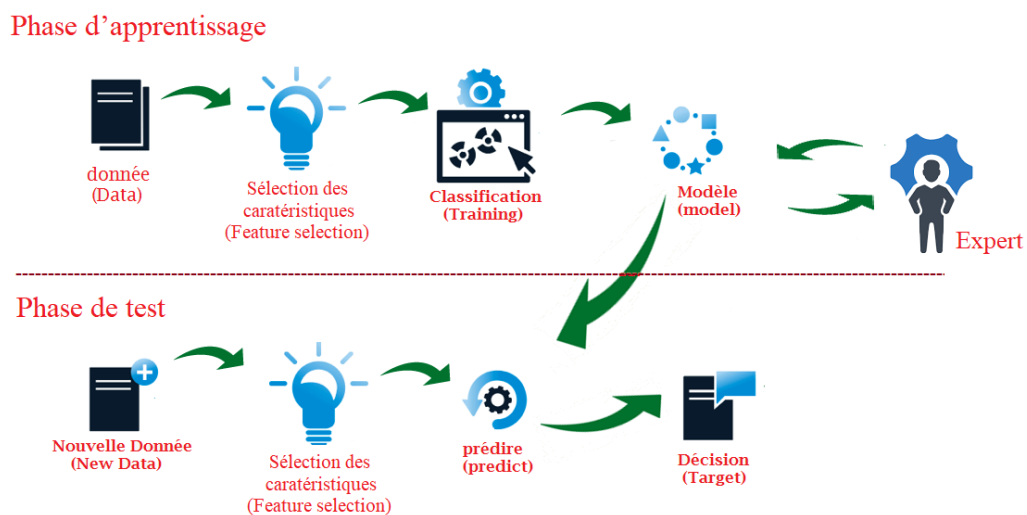 Phase d'apprentissage
donnée
(Data)
Sélection des
caratéristiques
(Feature selection)
Classification
(Training)
Modèle
(model)
Expert
Phase de test
Nouvelle Donnée
(New Data)
Sélection des
caratéristiques
(Feature selection)
prédire
(predict)
Décision
(Target)